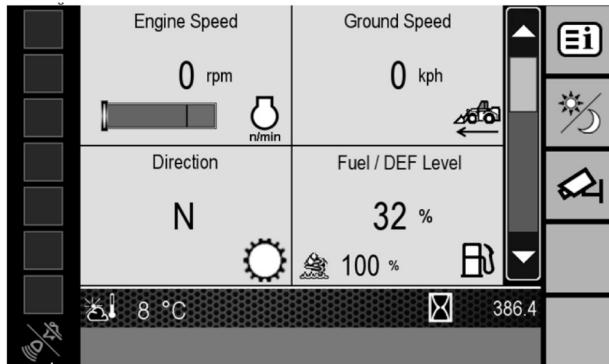 Engine Speed
0 rpm
n/min
Ground Speed
0 kph
Direction
N
Fuel / DEF Level
32 %
100 %
8 °C
386.4